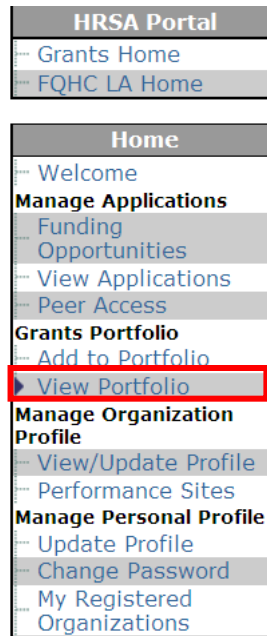 HRSA Portal
Grants Home
FQHC LA Home
Home
Welcome
Manage Applications
Funding
Opportunities
View Applications
Peer Access
Grants Portfolio
Add to Portfolio
View Portfolio
Manage Organization
Profile
View/Update Profile
Performance Sites
Manage Personal Profile
Update Profile
Change Password
My Registered
Organizations